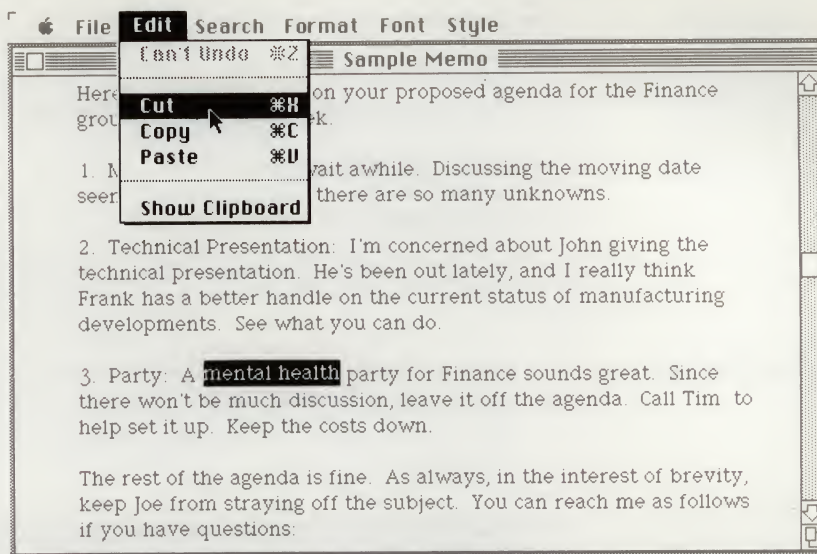 File Edit Search Format Font Style
Can't Undo ⌘Z
Sample Memo
Cut ⌘X
Copy ⌘C
Paste ⌘V
Show Clipboard
on your proposed agenda for the Finance
1. wait awhile. Discussing the moving date
there are so many unknowns.
2. Technical Presentation: I'm concerned about John giving the
technical presentation. He's been out lately, and I really think
Frank has a better handle on the current status of manufacturing
developments. See what you can do.
3. Party: A mental health party for Finance sounds great. Since
there won't be much discussion, leave it off the agenda. Call Tim to
help set it up. Keep the costs down.
The rest of the agenda is fine. As always, in the interest of brevity,
keep Joe from straying off the subject. You can reach me as follows
if you have questions: